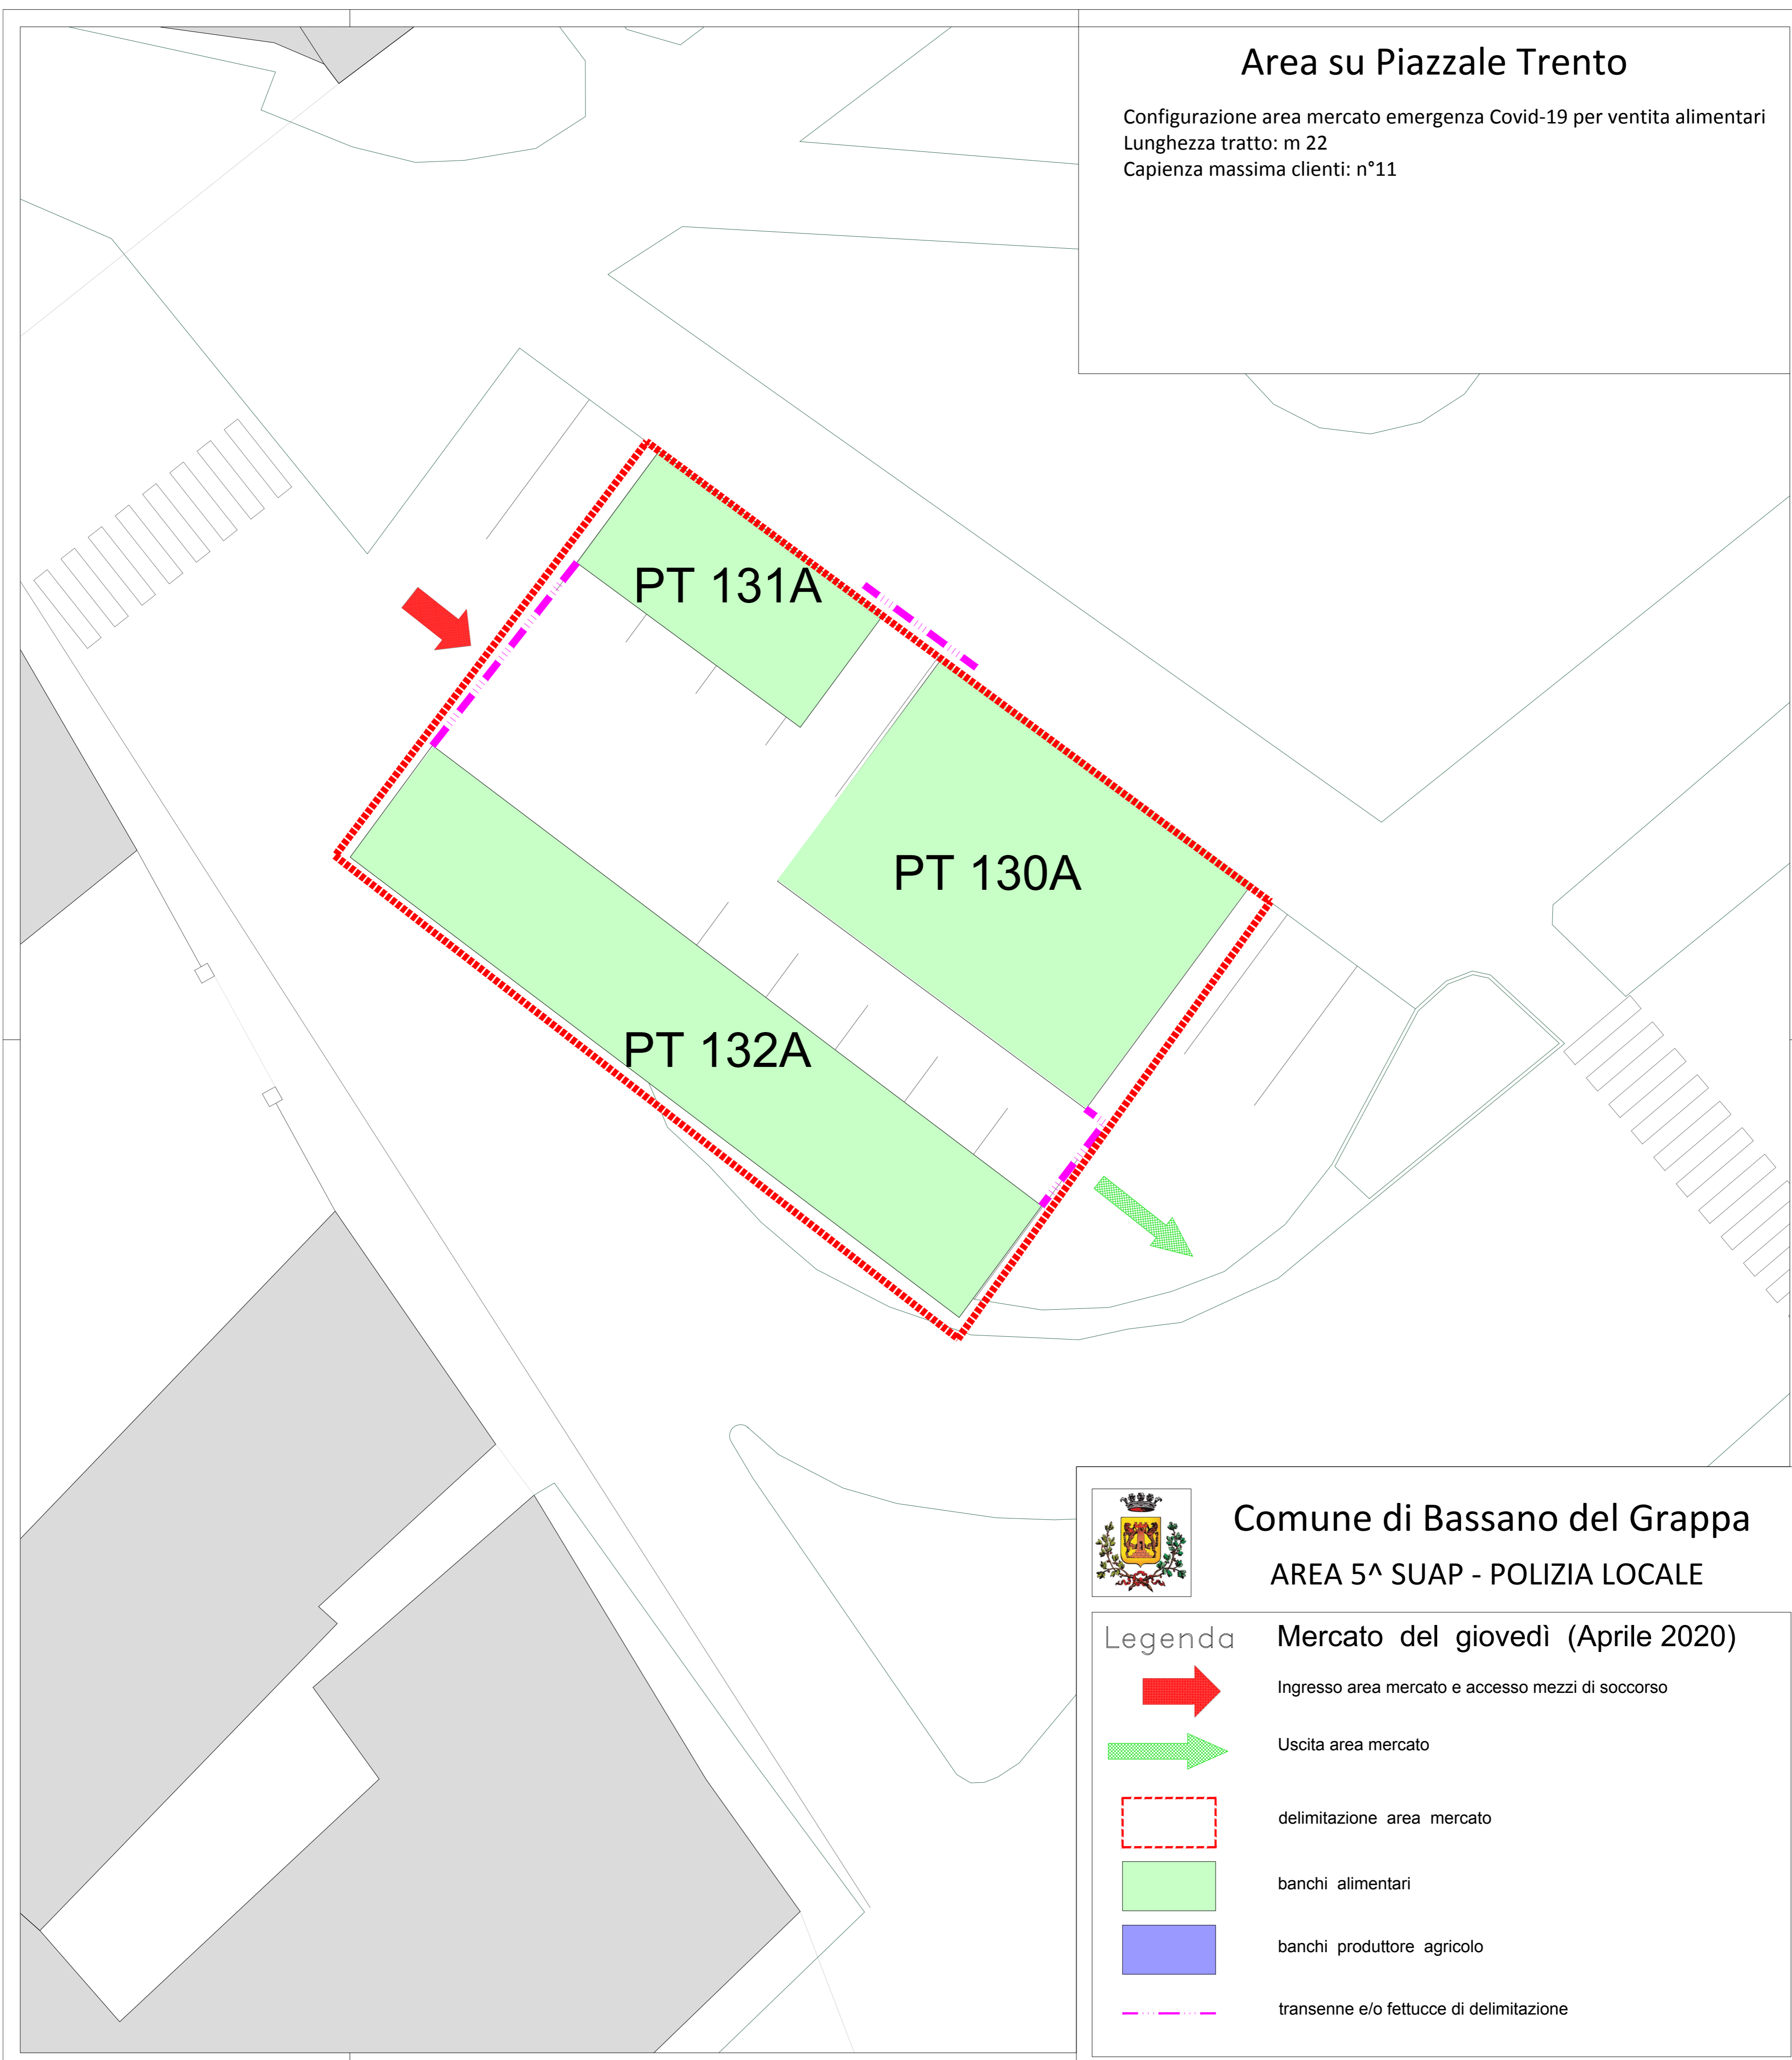 Area su Piazzale Trento
Configurazione area mercato emergenza Covid-19 per ventita alimentari
Lunghezza tratto: m 22
Capienza massima clienti: n°11
PT 131A
PT 130A
PT 132A
Comune di Bassano del Grappa
AREA 5^ SUAP - POLIZIA LOCALE
Legenda Mercato del giovedì (Aprile 2020)
Ingresso area mercato e accesso mezzi di soccorso
Uscita area mercato
delimitazione area mercato
banchi alimentari
banchi produttore agricolo
transenne e/o fettucce di delimitazione